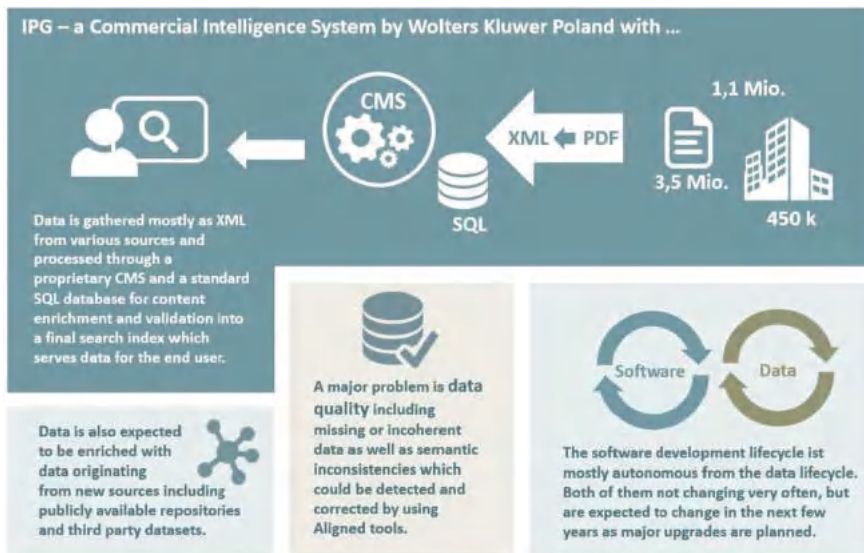 IPG – a Commercial Intelligence System by Wolters Kluwer Poland with ...
CMS
SQL
XML
PDF
1,1 Mio.
3,5 Mio.
450 k
Data is gathered mostly as XML
from various sources and
processed through a
proprietary CMS and a standard
SQL database for content
enrichment and validation into
a final search index which
serves data for the end user.
Data is also expected
to be enriched with
data originating
from new sources including
publicly available repositories
and third party datasets.
A major problem is data
quality including
missing or incoherent
data as well as semantic
inconsistencies which
could be detected and
corrected by using
Aligned tools.
Software
Data
The software development lifecycle ist
mostly autonomous from the data lifecycle.
Both of them not changing very often, but
are expected to change in the next few
years as major upgrades are planned.